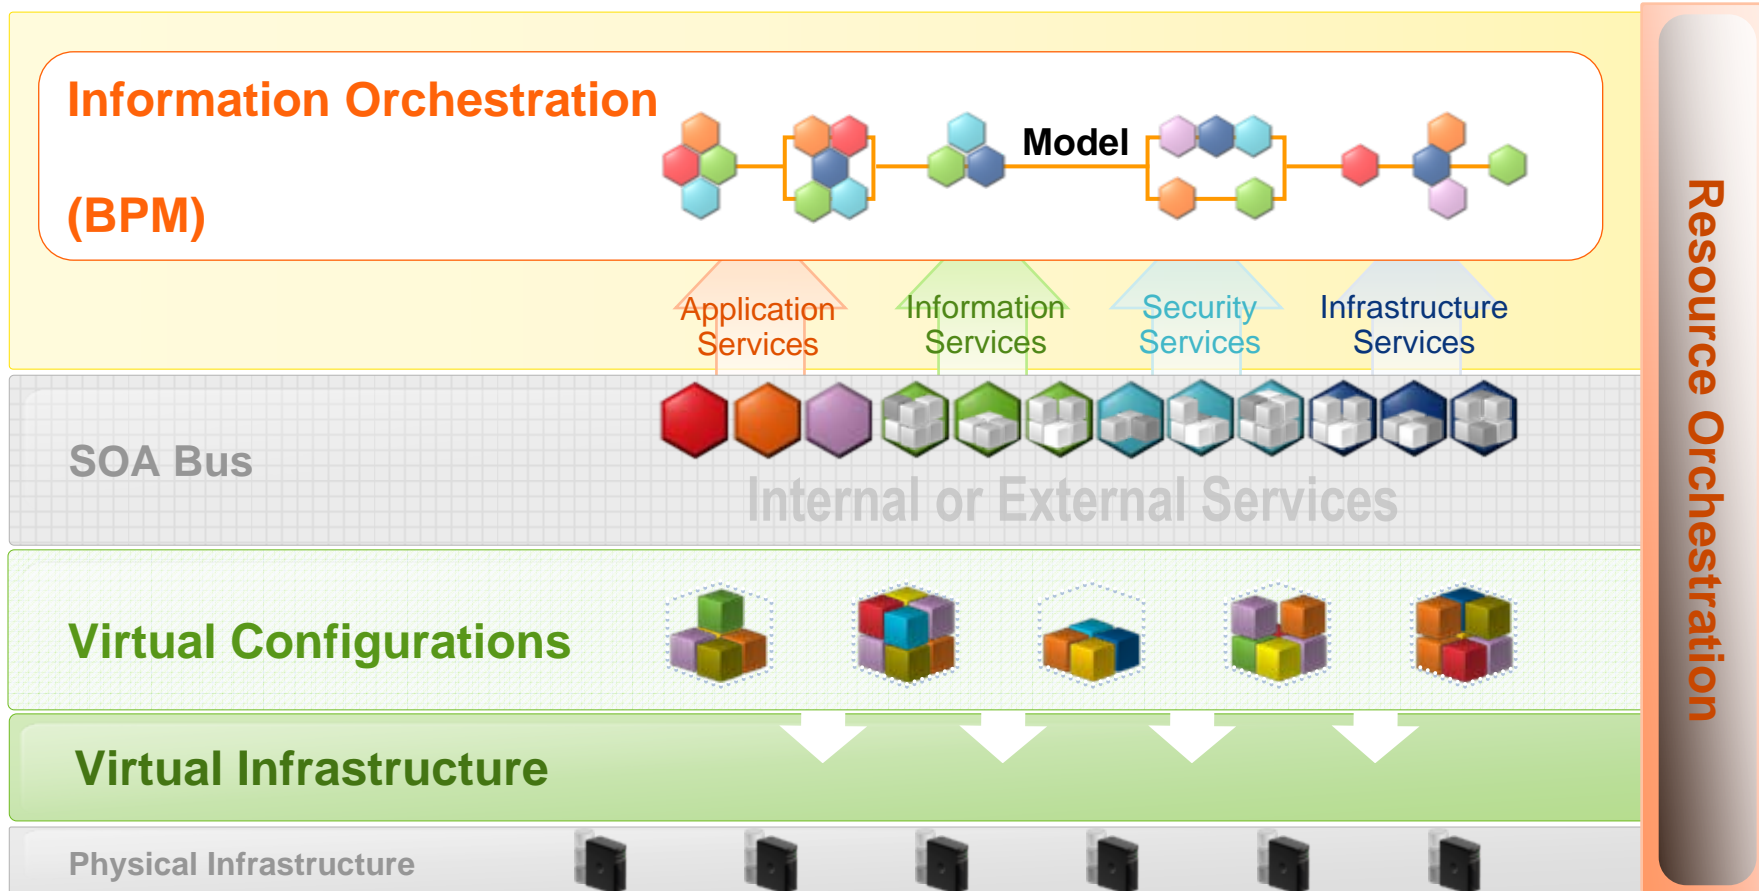 Information Orchestration
(BPM)
Model
Application
Services
Information
Services
Security
Services
Infrastructure
Services
SOA Bus
Internal or External Services
Virtual Configurations
Virtual Infrastructure
Physical Infrastructure
Resource Orchestration